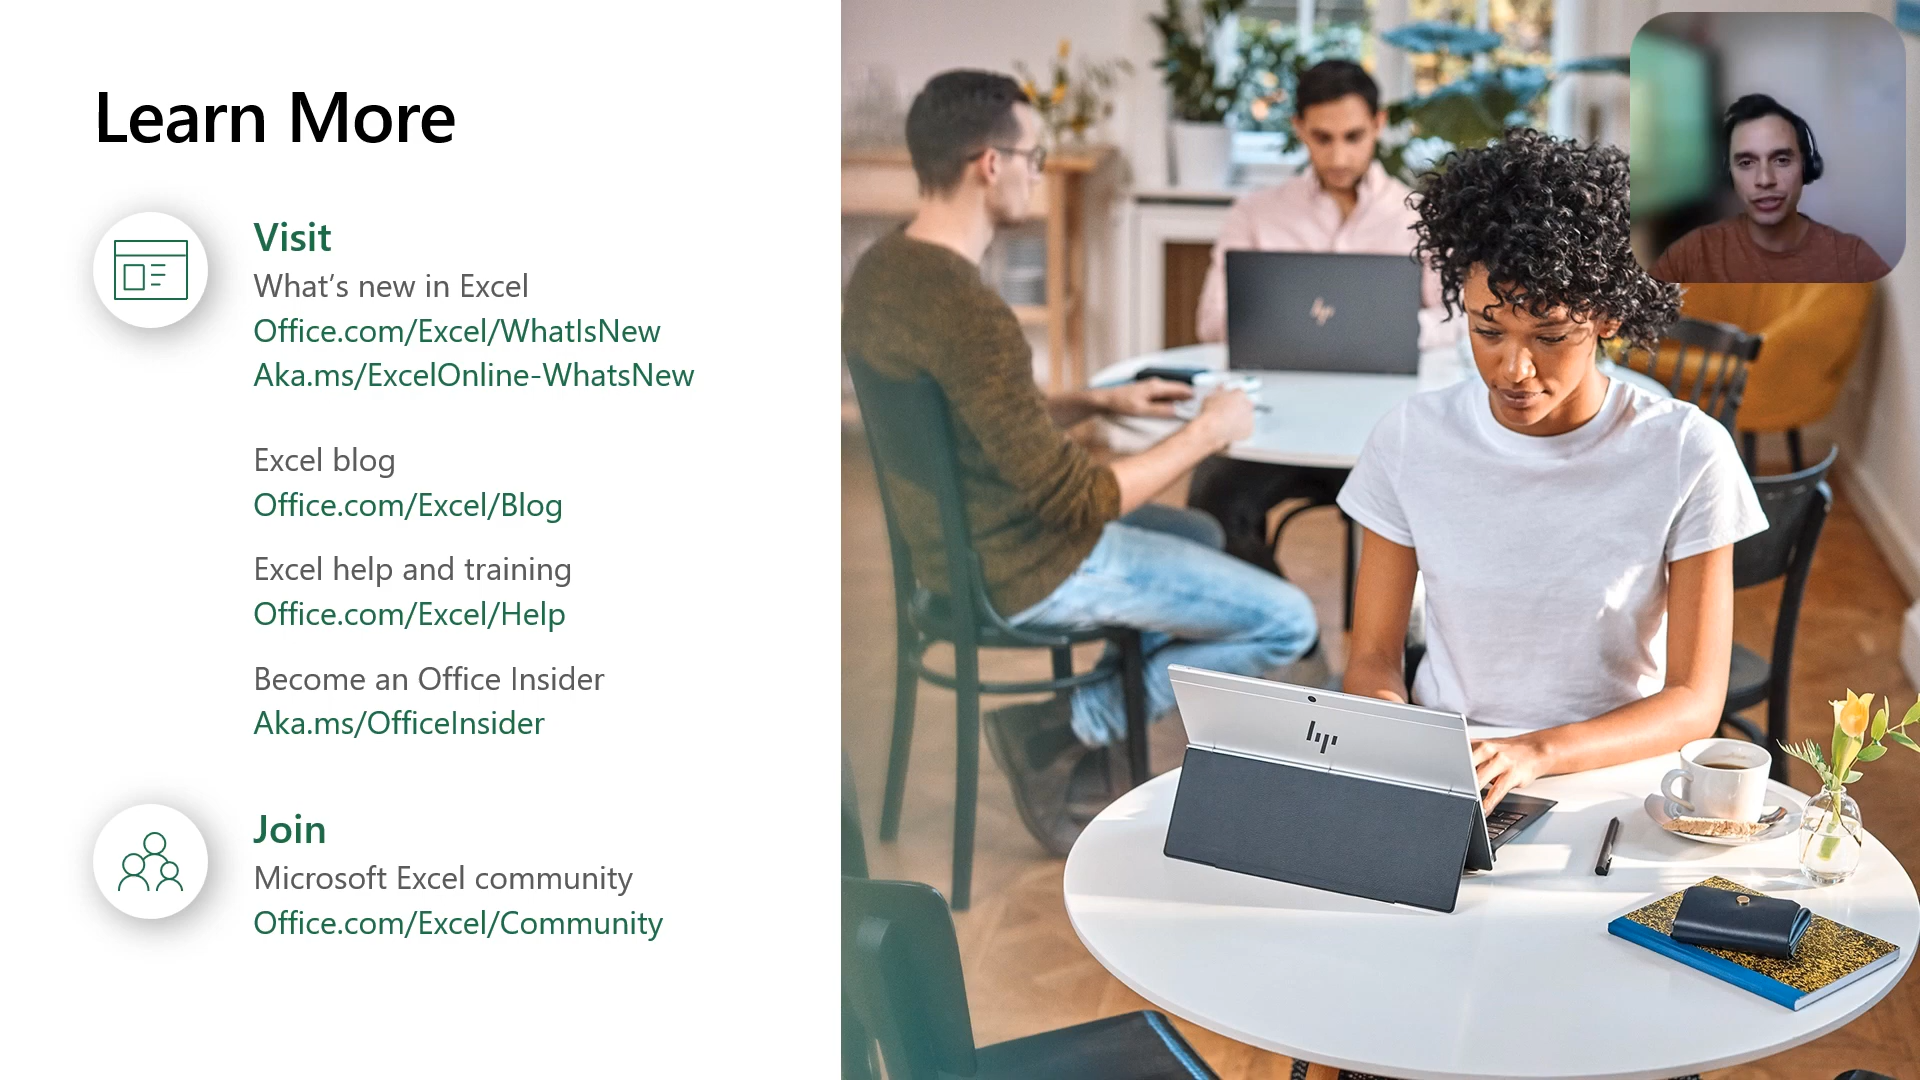 Learn More
Visit
What's new in Excel
Office.com/Excel/WhatIsNew
Aka.ms/ExcelOnline-WhatsNew
Excel blog
Office.com/Excel/Blog
Excel help and training
Office.com/Excel/Help
Become an Office Insider
Aka.ms/OfficeInsider
Join
Microsoft Excel community
Office.com/Excel/Community
hp
hp